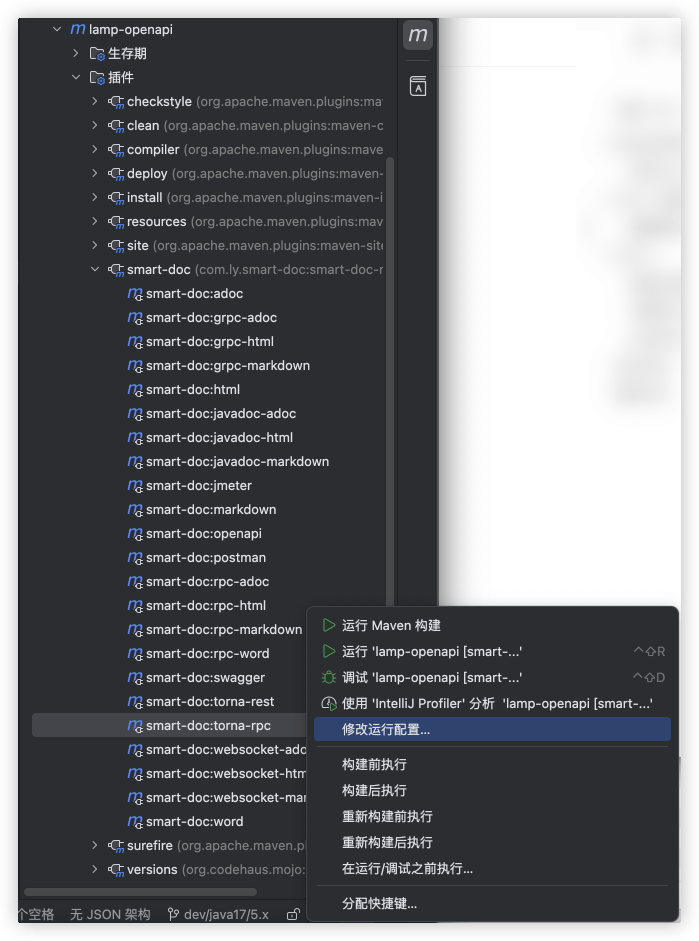 lamp-openapi
生存期
插件
checkstyle (org.apache.maven.plugins:ma
clean (org.apache.maven.plugins:maven-c
compiler (org.apache.maven.plugins:mave
deploy (org.apache.maven.plugins:maven-
install (org.apache.maven.plugins:maven-i
resources (org.apache.maven.plugins:mav
site (org.apache.maven.plugins:maven-site
smart-doc (com.ly.smart-doc:smart-doc-r
smart-doc:adoc
smart-doc:grpc-adoc
smart-doc:grpc-html
smart-doc:grpc-markdown
smart-doc:html
smart-doc:javadoc-adoc
smart-doc:javadoc-html
smart-doc:javadoc-markdown
smart-doc:jmeter
smart-doc:markdown
smart-doc:openapi
smart-doc:postman
smart-doc:rpc-adoc
smart-doc:rpc-html
smart-doc:rpc-markdown
smart-doc:rpc-word
smart-doc:swagger
smart-doc:torna-rest
smart-doc:torna-rpc
smart-doc:websocket-ado
smart-doc:websocket-htm
smart-doc:websocket-mar
smart-doc:word
surefire (org.apache.maven.p
versions (org.codehaus.mojo:
运行 Maven 构建
运行 'lamp-openapi [smart-...' ⌃⇧R
调试 'lamp-openapi [smart-...' ⌃⇧D
使用 'IntelliJ Profiler' 分析 'lamp-openapi [smart-...'
修改运行配置...
构建前执行
构建后执行
重新构建前执行
重新构建后执行
在运行/调试之前执行...
分配快捷键...
个空格 无 JSON 架构 dev/java17/5.x